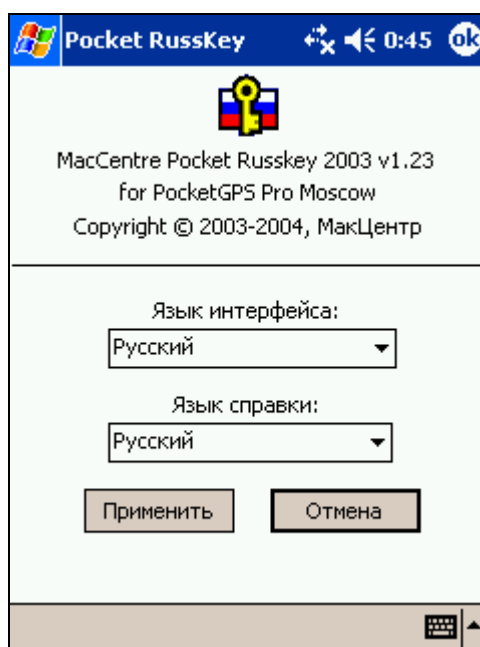 Pocket RussKey 0:45 ok
MacCentre Pocket Russkey 2003 v1.23
for PocketGPS Pro Moscow
Copyright © 2003-2004, МакЦентр
Язык интерфейса:
Русский
Язык справки:
Русский
Применить Отмена